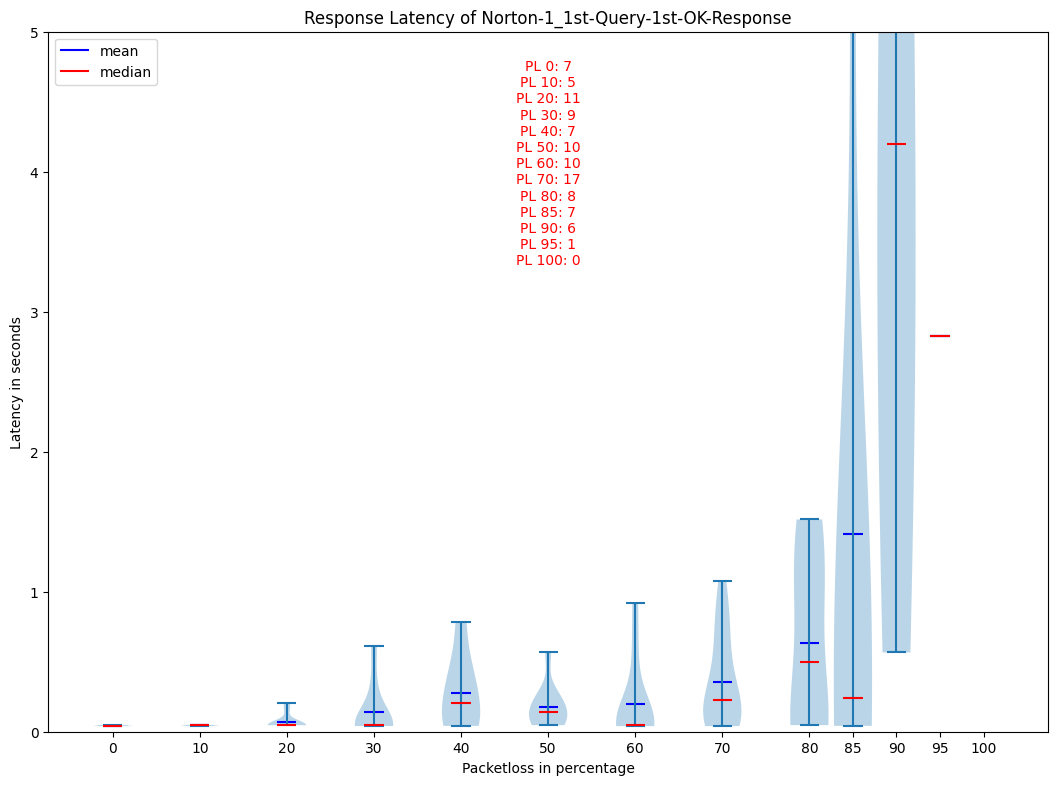 Response Latency of Norton-1_1st-Query-1st-OK-Response
mean
median
PL 0: 7
PL 10: 5
PL 20: 11
PL 30: 9
PL 40: 7
PL 50: 10
PL 60: 10
PL 70: 17
PL 80: 8
PL 85: 7
PL 90: 6
PL 95: 1
PL 100: 0
Latency in seconds
5
4
3
2
1
0
0 10 20 30 40 50 60 70 80 85 90 95 100
Packetloss in percentage